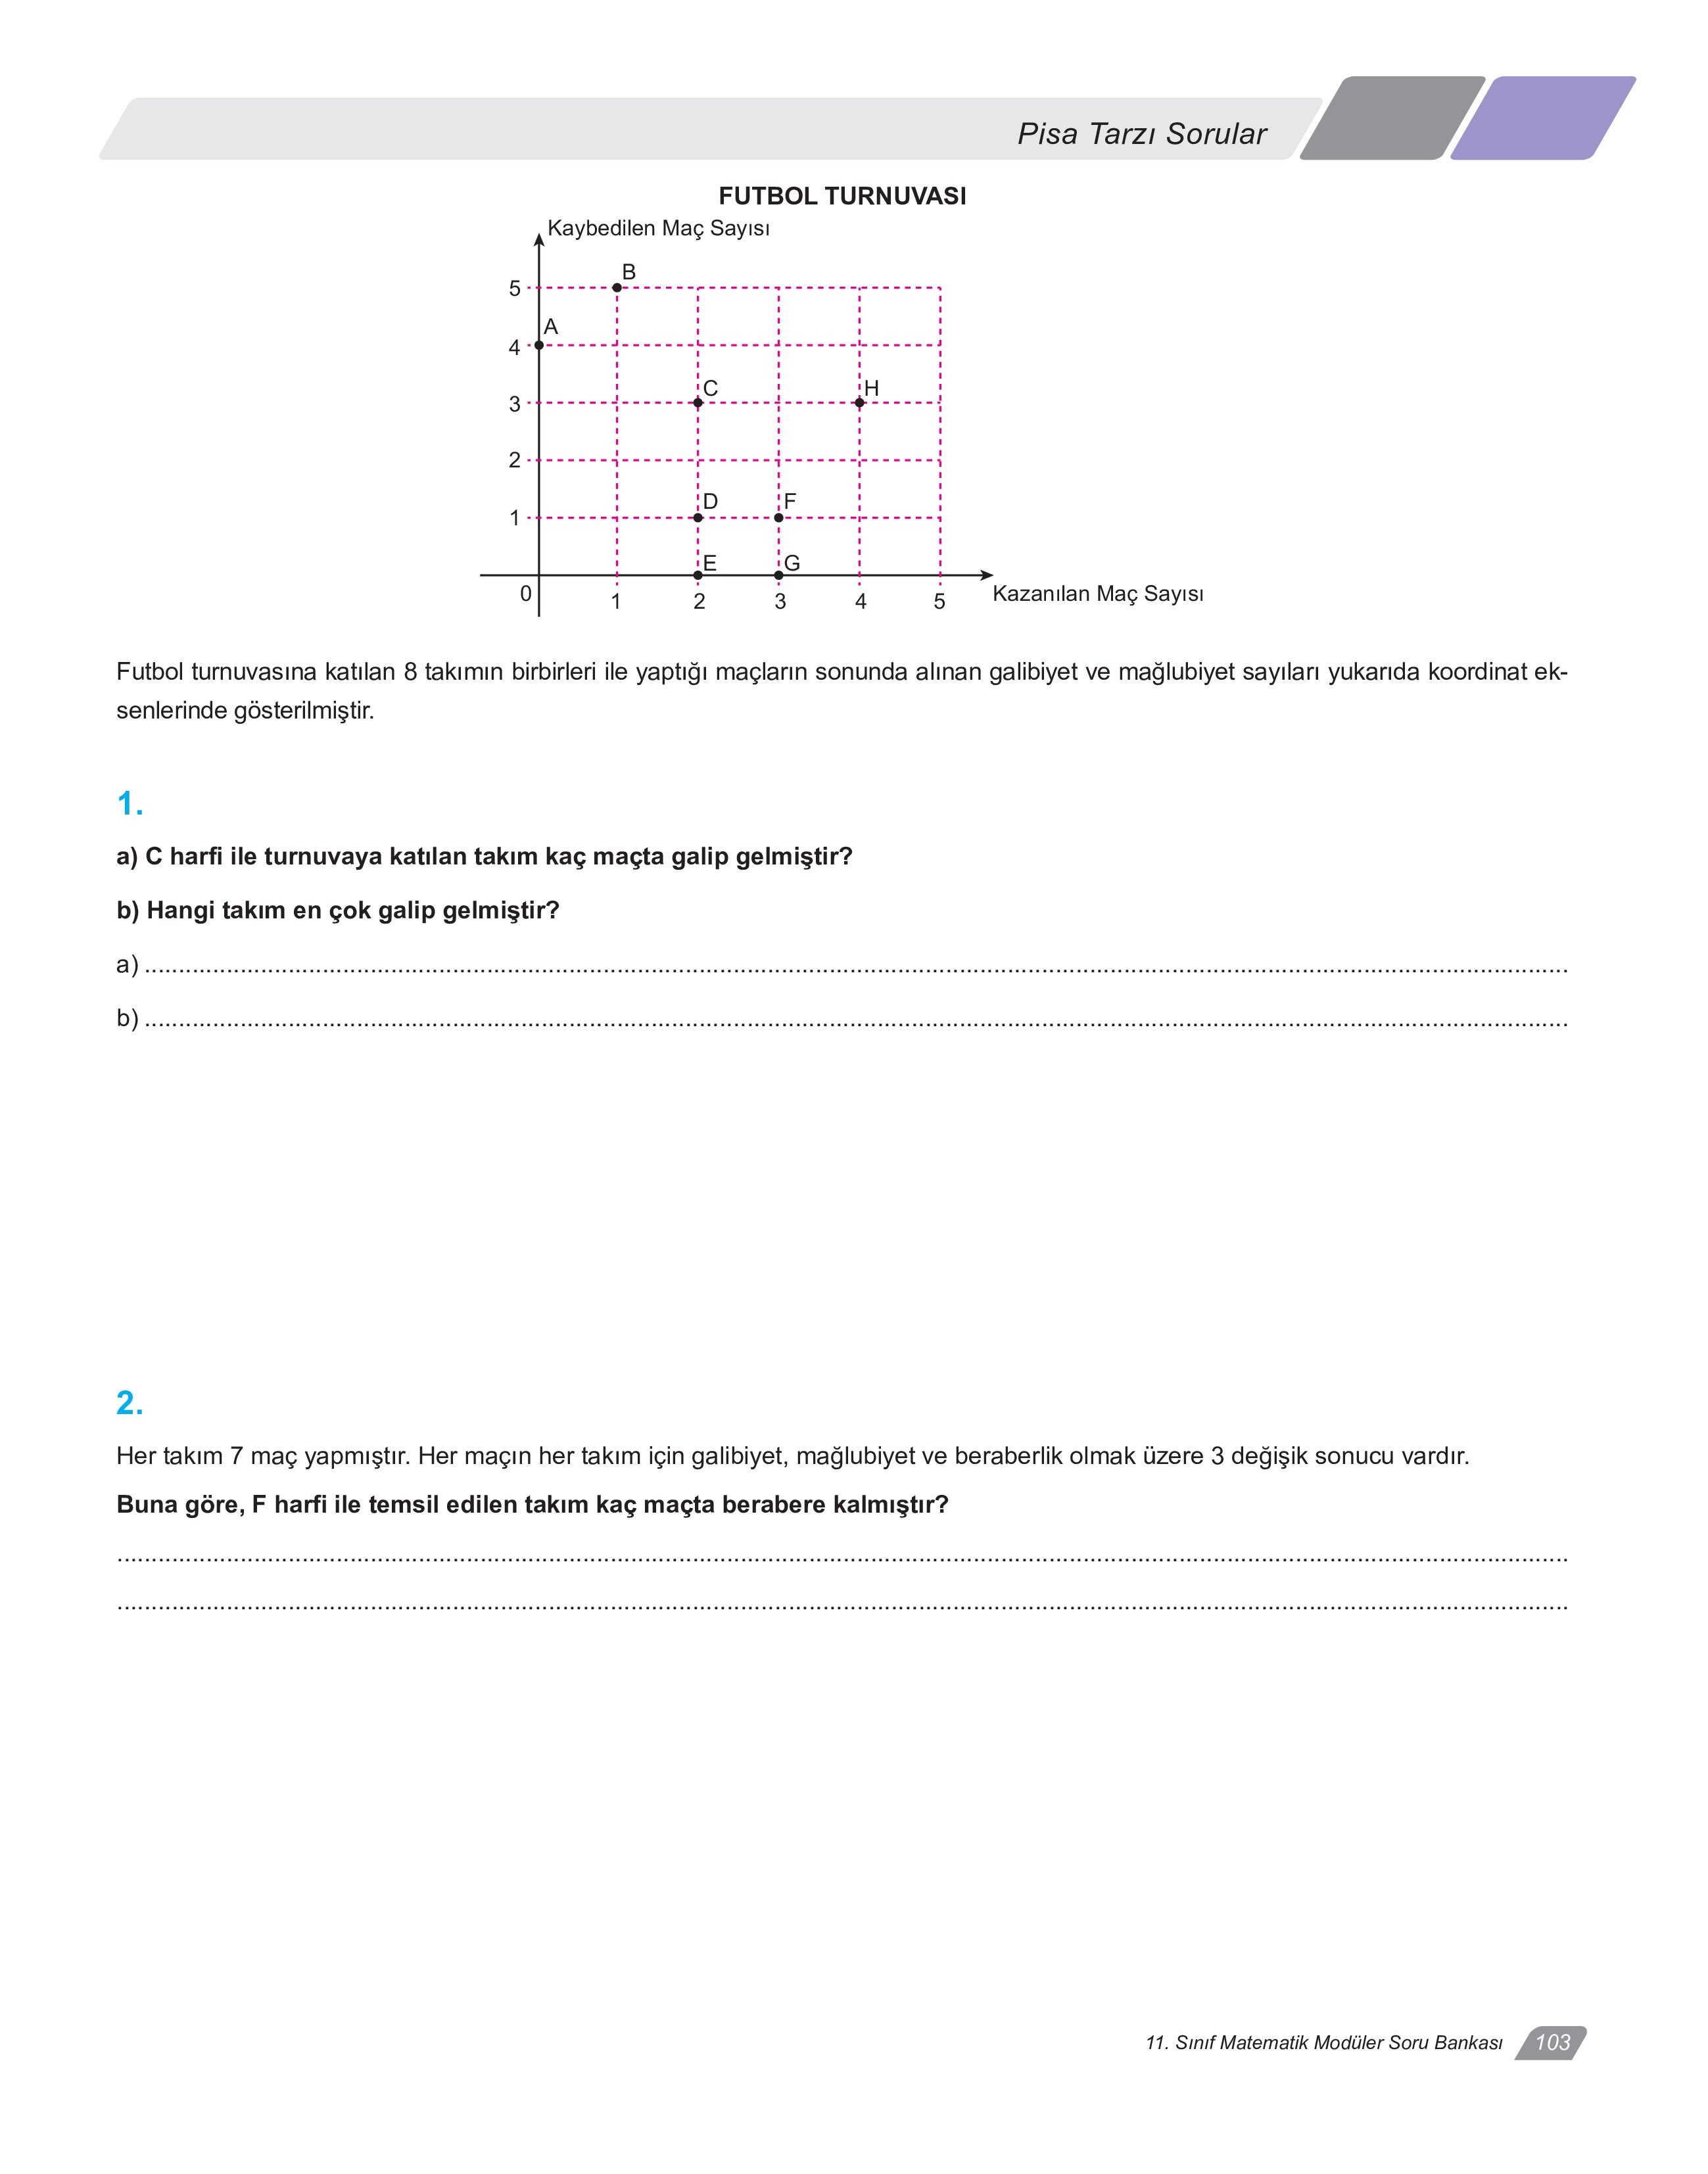 Pisa Tarzı Sorular
FUTBOL TURNUVASI
Kaybedilen Maç Sayısı
B
5
A
4
C
H
3
2
D
F
1
E
G
0
1
2
3
4
5
Kazanılan Maç Sayısı
Futbol turnuvasına katılan 8 takımın birbirleri ile yaptığı maçların sonunda alınan galibiyet ve mağlubiyet sayıları yukarıda koordinat ek-
senlerinde gösterilmiştir.
1.
a) C harfi ile turnuvaya katılan takım kaç maçta galip gelmiştir?
b) Hangi takım en çok galip gelmiştir?
a)
b)
2.
Her takım 7 maç yapmıştır. Her maçın her takım için galibiyet, mağlubiyet ve beraberlik olmak üzere 3 değişik sonucu vardır.
Buna göre, F harfi ile temsil edilen takım kaç maçta berabere kalmıştır?
11. Sınıf Matematik Modüler Soru Bankası 103